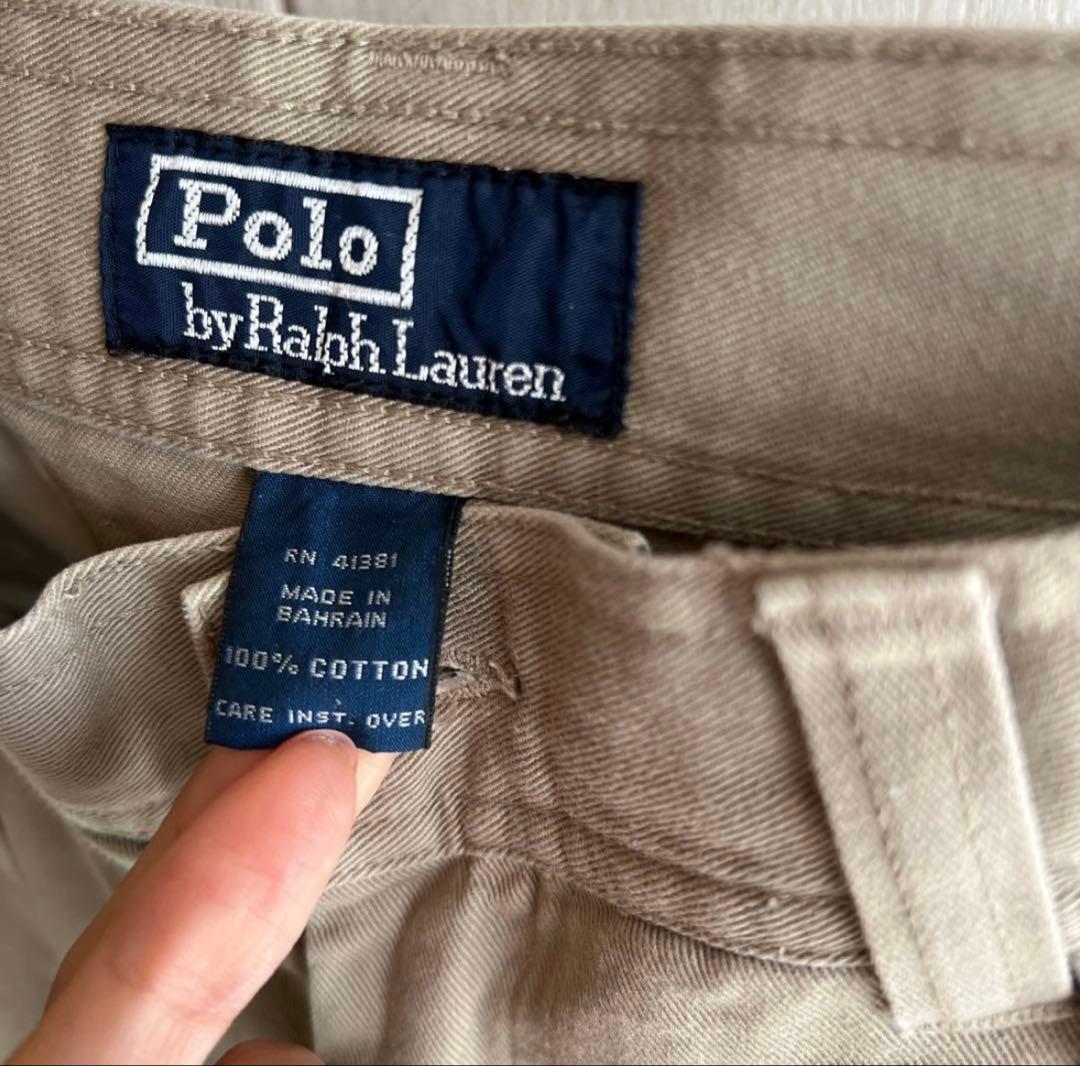 Polo
by Ralph Lauren
RN 41381
MADE IN
BAHRAIN
100% COTTON
CARE INST. OVER